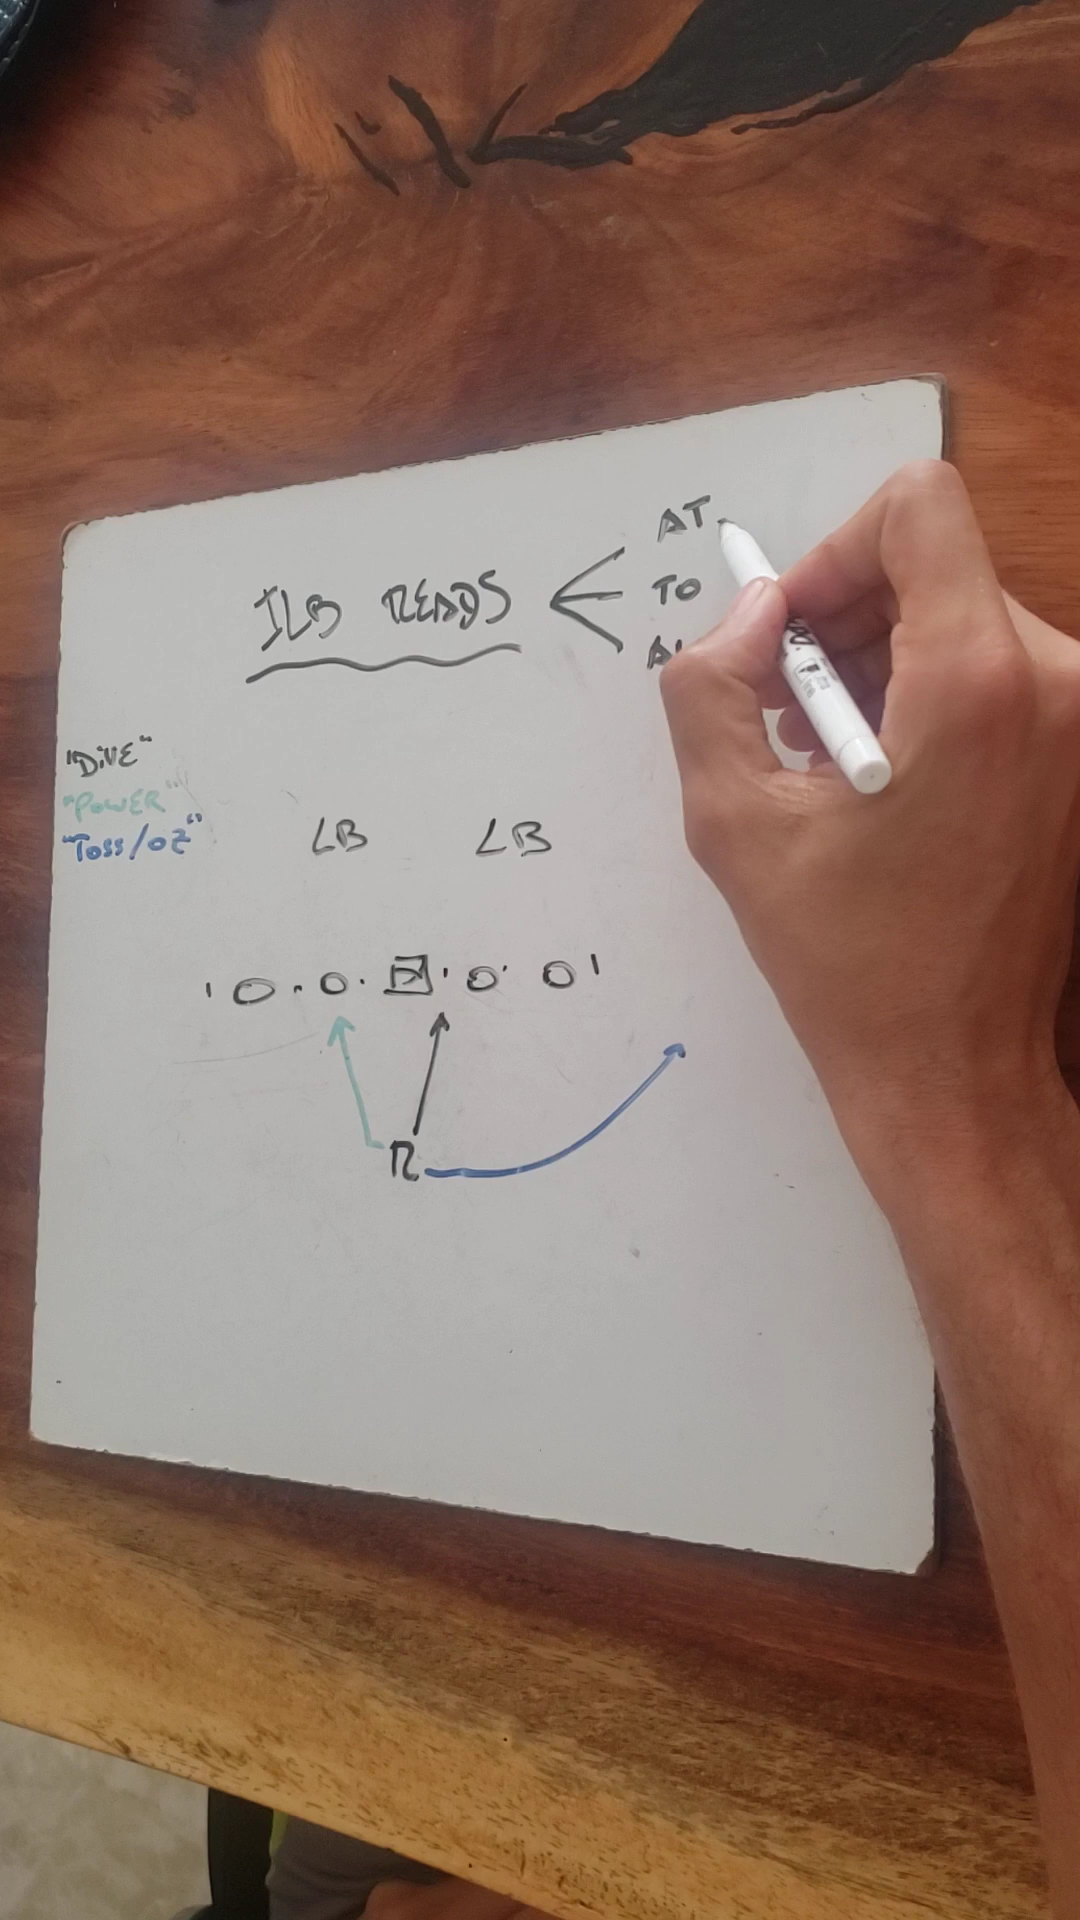 AT
ILB READS
TO
"DiVE"
"POWER"
"Toss/oz"
LB LB
R